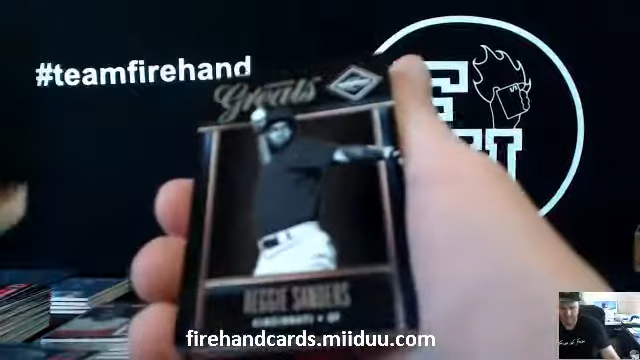 #teamfirehand
Greats
REGGIE SANDERS
CINCINNATI • OF
firehandcards.miiduu.com